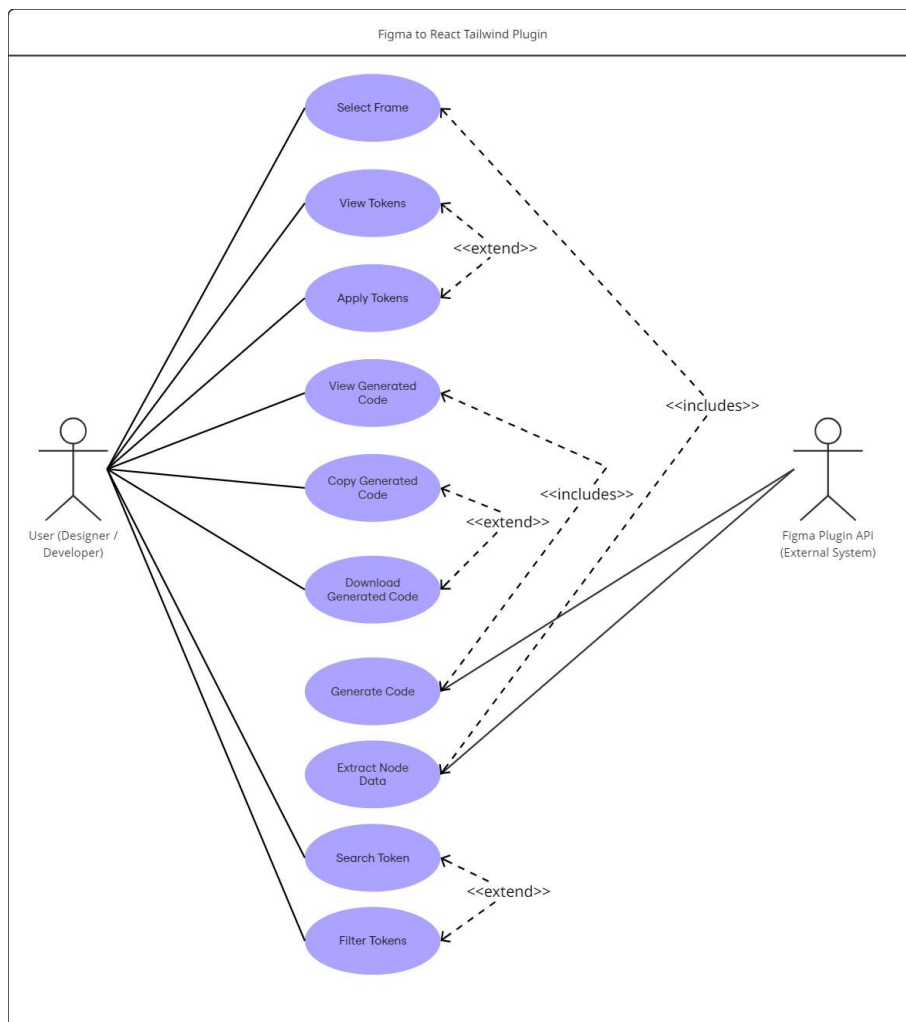 Figma to React Tailwind Plugin
Select Frame
View Tokens
<<extend>>
Apply Tokens
View Generated
Code
<<includes>>
Copy Generated
Code
<<includes>>
<<extend>>
User (Designer /
Developer)
Figma Plugin API
(External System)
Download
Generated Code
Generate Code
Extract Node
Data
Search Token
<<extend>>
Filter Tokens